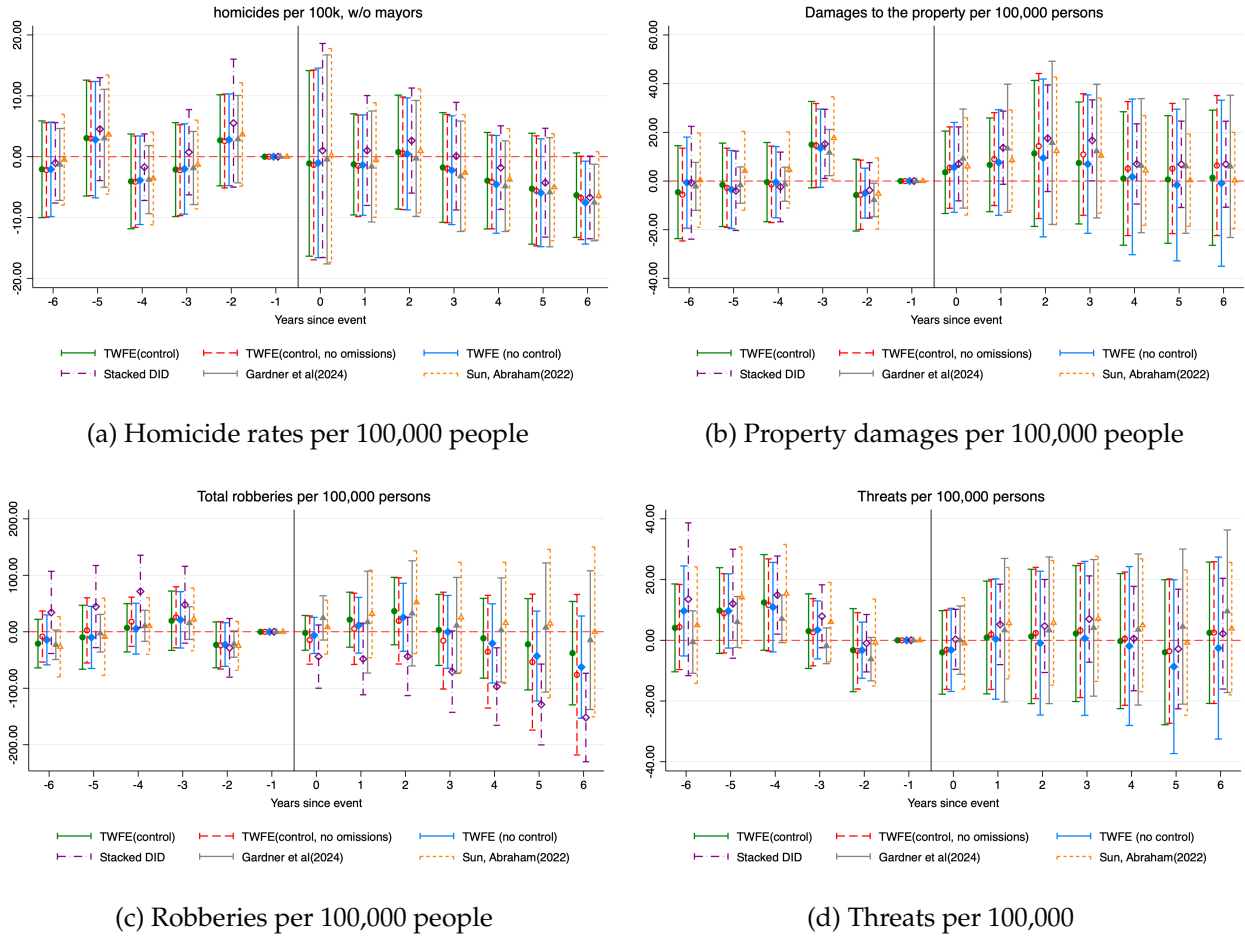 homicides per 100k, w/o mayors
20.00
10.00
0.00
-10.00
-20.00
-6 -5 -4 -3 -2 -1 0 1 2 3 4 5 6
Years since event
TWFE(control) TWFE(control, no omissions) TWFE (no control)
Stacked DID Gardner et al(2024) Sun, Abraham(2022)
(a) Homicide rates per 100,000 people
Damages to the property per 100,000 persons
60.00
40.00
20.00
0.00
-20.00
-40.00
-6 -5 -4 -3 -2 -1 0 1 2 3 4 5 6
Years since event
TWFE(control) TWFE(control, no omissions) TWFE (no control)
Stacked DID Gardner et al(2024) Sun, Abraham(2022)
(b) Property damages per 100,000 people
Total robberies per 100,000 persons
200.00
100.00
0.00
-100.00
-200.00
-6 -5 -4 -3 -2 -1 0 1 2 3 4 5 6
Years since event
TWFE(control) TWFE(control, no omissions) TWFE (no control)
Stacked DID Gardner et al(2024) Sun, Abraham(2022)
(c) Robberies per 100,000 people
Threats per 100,000 persons
40.00
20.00
0.00
-20.00
-40.00
-6 -5 -4 -3 -2 -1 0 1 2 3 4 5 6
Years since event
TWFE(control) TWFE(control, no omissions) TWFE (no control)
Stacked DID Gardner et al(2024) Sun, Abraham(2022)
(d) Threats per 100,000